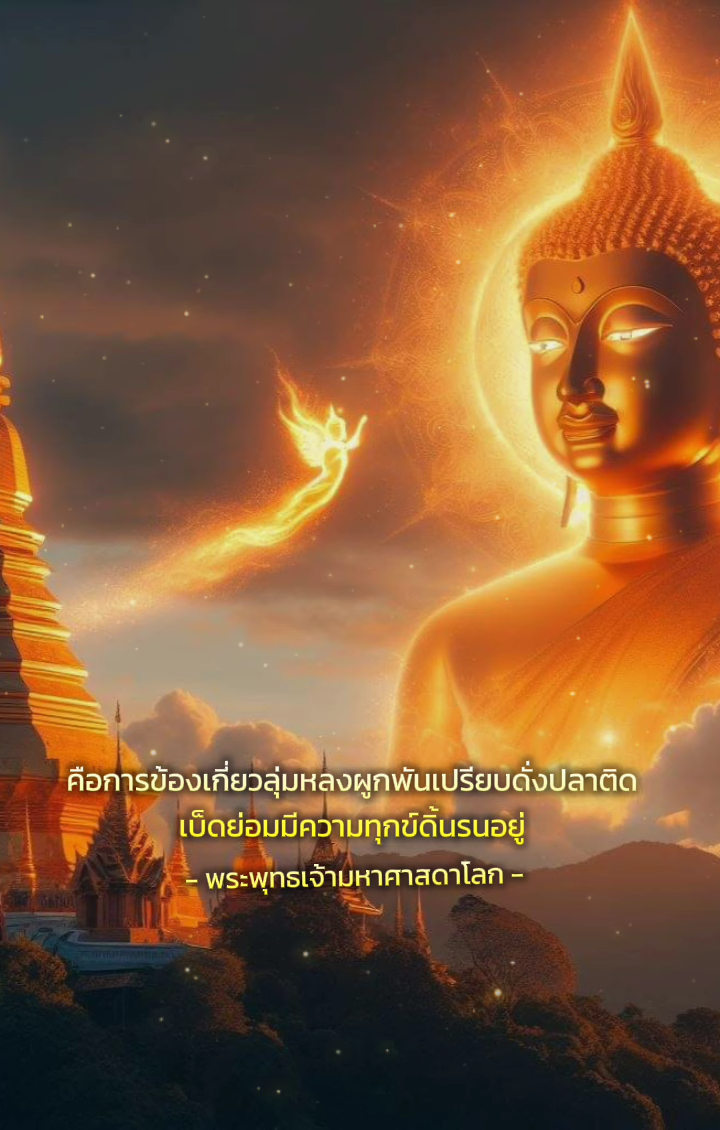 คือการข้องเกี่ยวลุ่มหลงผูกพันเปรียบดั่งปลาติด
เบ็ดย่อมมีความทุกข์ดิ้นรนอยู่
- พระพุทธเจ้ามหาศาสดาโลก -